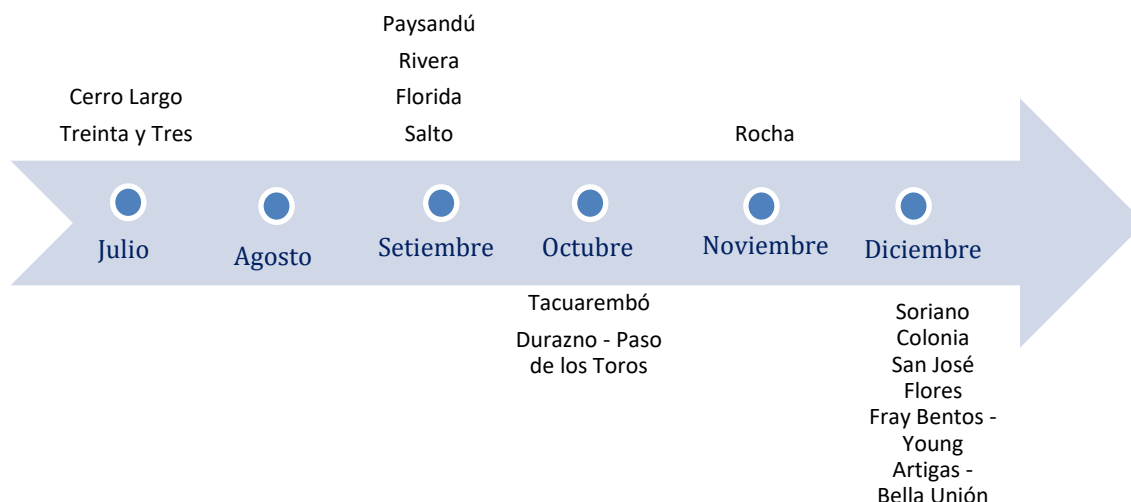 Paysandú
Rivera
Florida
Salto
Cerro Largo
Treinta y Tres
Rocha
Julio
Agosto
Setiembre
Octubre
Noviembre
Diciembre
Tacuarembó
Durazno - Paso
de los Toros
Soriano
Colonia
San José
Flores
Fray Bentos -
Young
Artigas -
Bella Unión